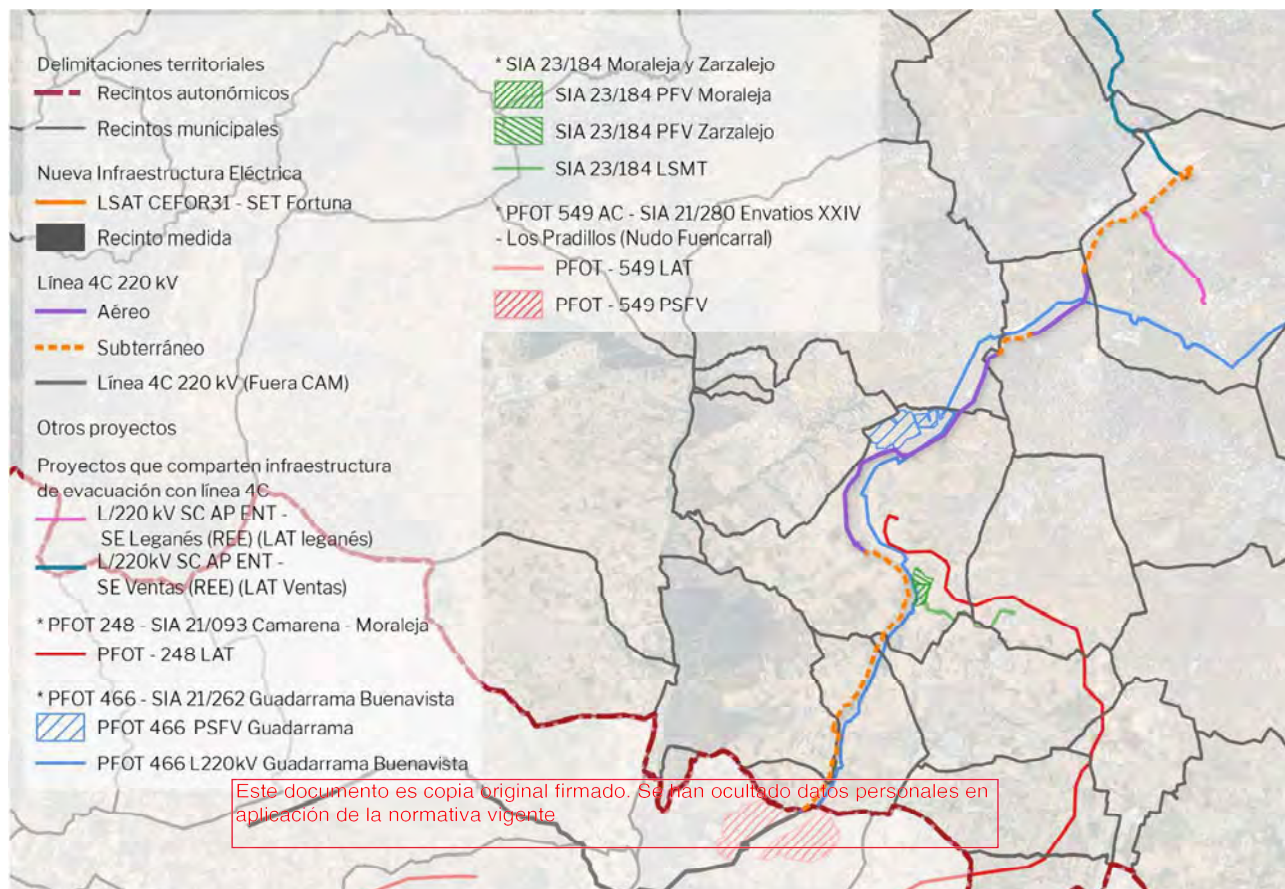 Delimitaciones territoriales
Recintos autonómicos
Recintos municipales
Nueva Infraestructura Eléctrica
LSAT CEFOR31 - SET Fortuna
Recinto medida
Línea 4C 220 kV
Aéreo
Subterráneo
Línea 4C 220 kV (Fuera CAM)
Otros proyectos
Proyectos que comparten infraestructura
de evacuación con línea 4C
L/220 kV SC AP ENT -
SE Leganés (REE) (LAT leganés)
L/220kV SC AP ENT -
SE Ventas (REE) (LAT Ventas)
* PFOT 248 - SIA 21/093 Camarena - Moraleja
PFOT - 248 LAT
* PFOT 466 - SIA 21/262 Guadarrama Buenavista
PFOT 466 PSFV Guadarrama
PFOT 466 L220kV Guadarrama Buenavista
* SIA 23/184 Moraleja y Zarzalejo
SIA 23/184 PFV Moraleja
SIA 23/184 PFV Zarzalejo
SIA 23/184 LSMT
* PFOT 549 AC - SIA 21/280 Envatios XXIV
- Los Pradillos (Nudo Fuencarral)
PFOT - 549 LAT
PFOT - 549 PSFV
Este documento es copia original firmado. Se han ocultado datos personales en
aplicación de la normativa vigente